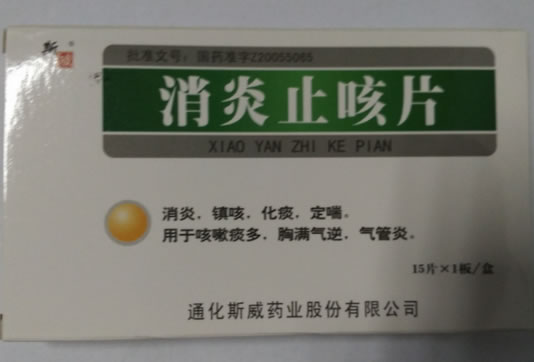 斯
批准文号：国药准字Z20055065
消炎止咳片
XIAO YAN ZHI KE PIAN
消炎．镇咳．化痰．定喘。
用于咳嗽痰多．胸满气逆．气管炎。
15片×1板/盒
通化斯威药业股份有限公司